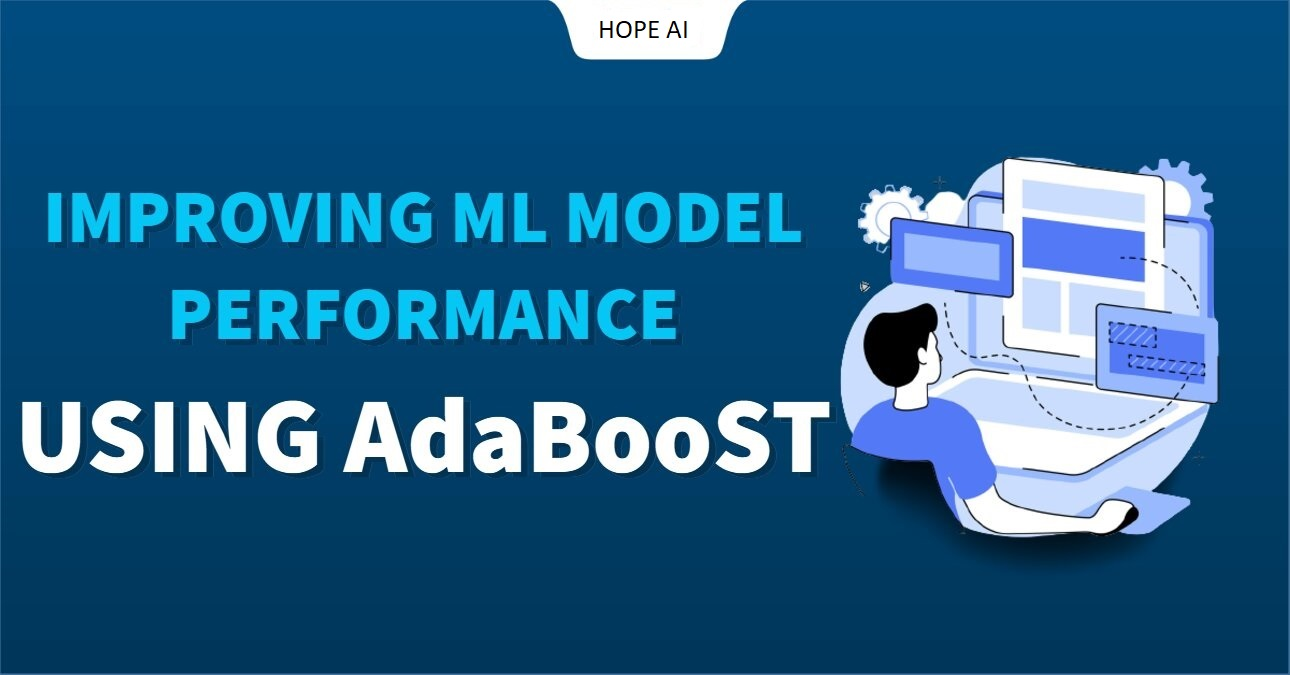 HOPE AI
IMPROVING ML MODEL
PERFORMANCE
USING AdaBooST